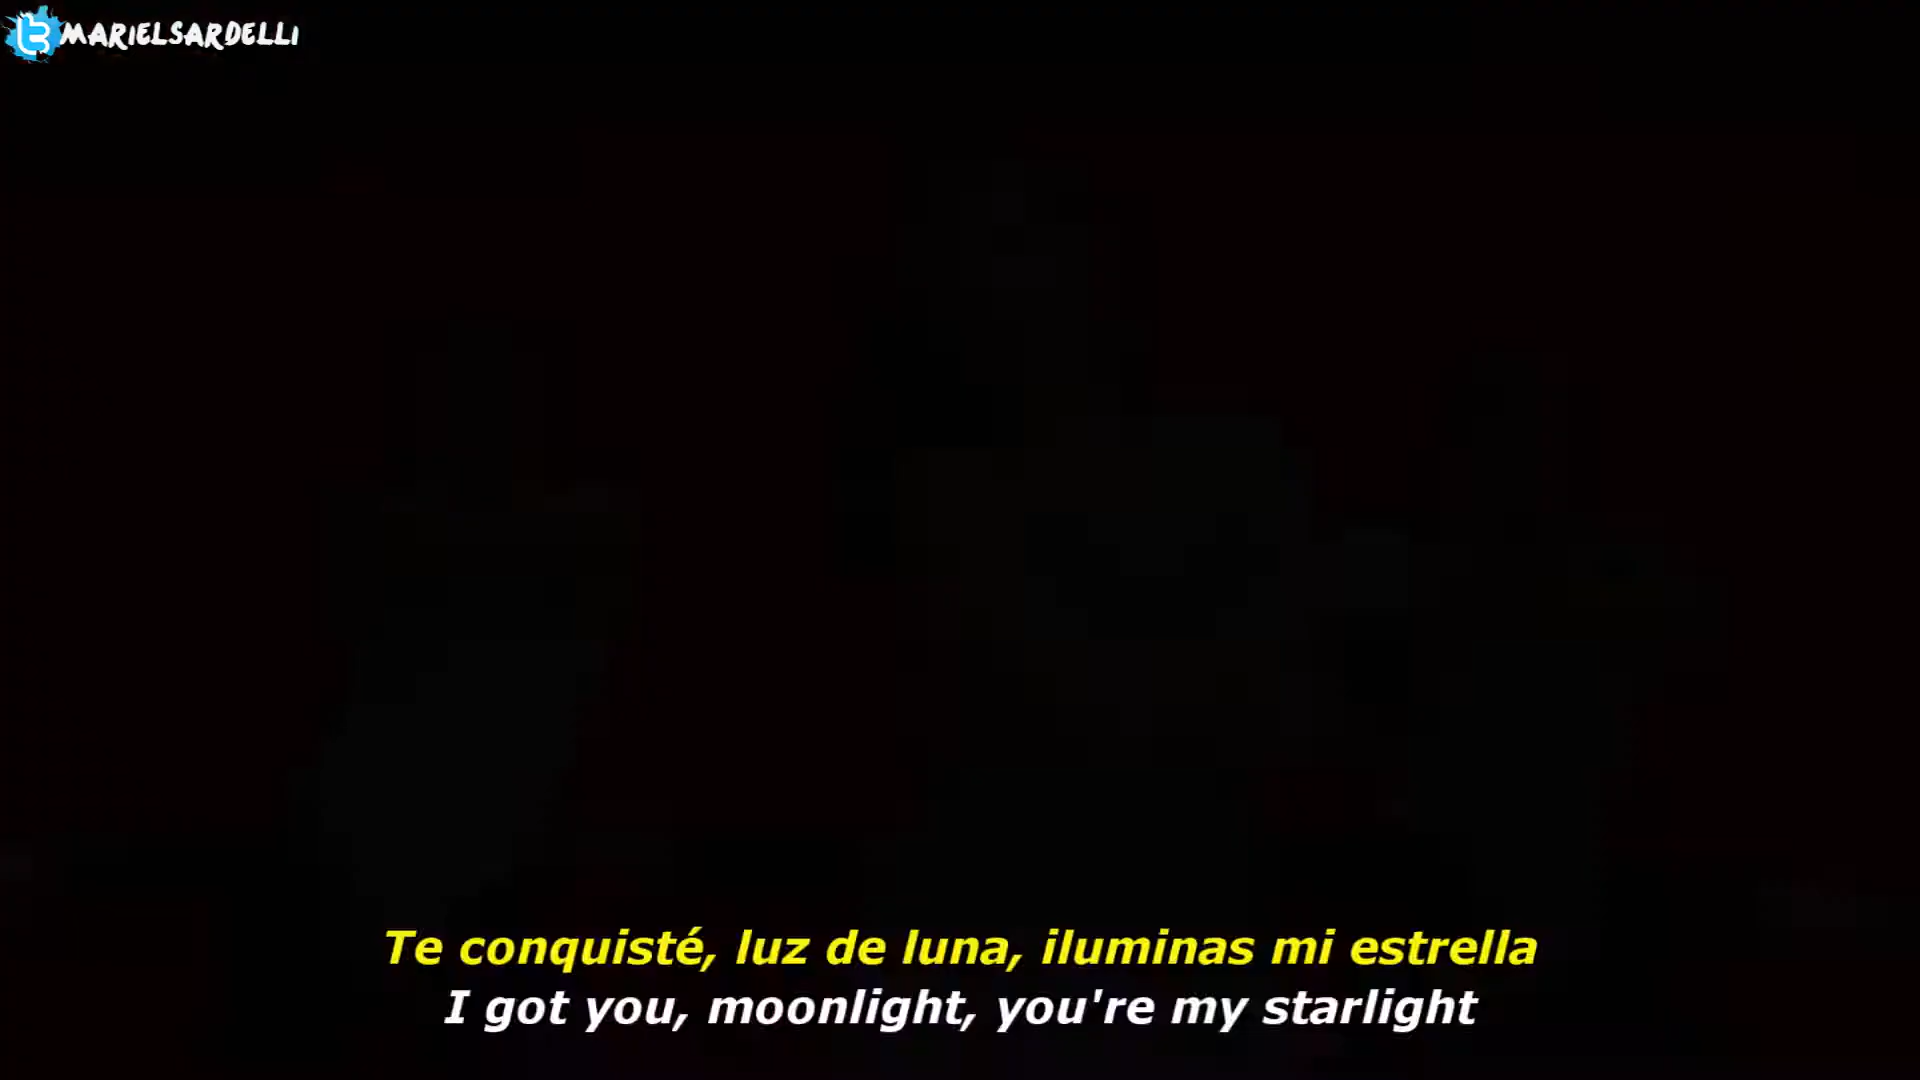 MARIELSARDELLI
Te conquisté, luz de luna, iluminas mi estrella
I got you, moonlight, you're my starlight